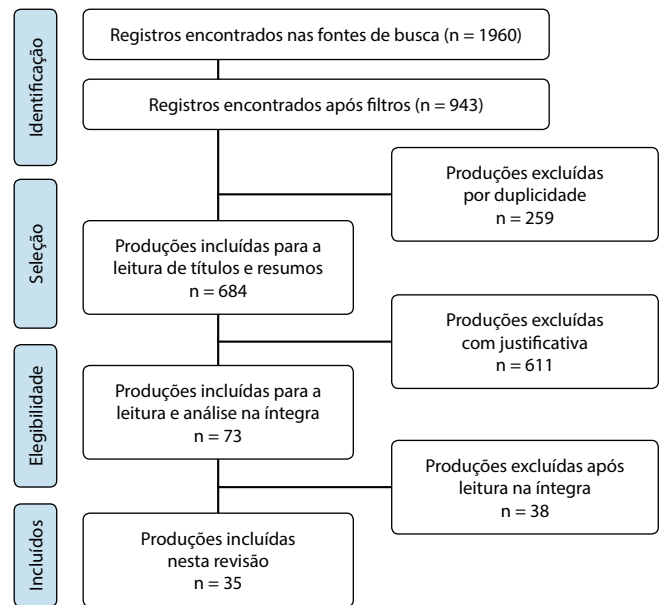 Identificação
Registros encontrados nas fontes de busca (n = 1960)
Registros encontrados após filtros (n = 943)
Produções excluídas
por duplicidade
n = 259
Seleção
Produções incluídas para a
leitura de títulos e resumos
n = 684
Produções excluídas
com justificativa
n = 611
Elegibilidade
Produções incluídas para a
leitura e análise na íntegra
n = 73
Produções excluídas após
leitura na íntegra
n = 38
Incluídos
Produções incluídas
nesta revisão
n = 35